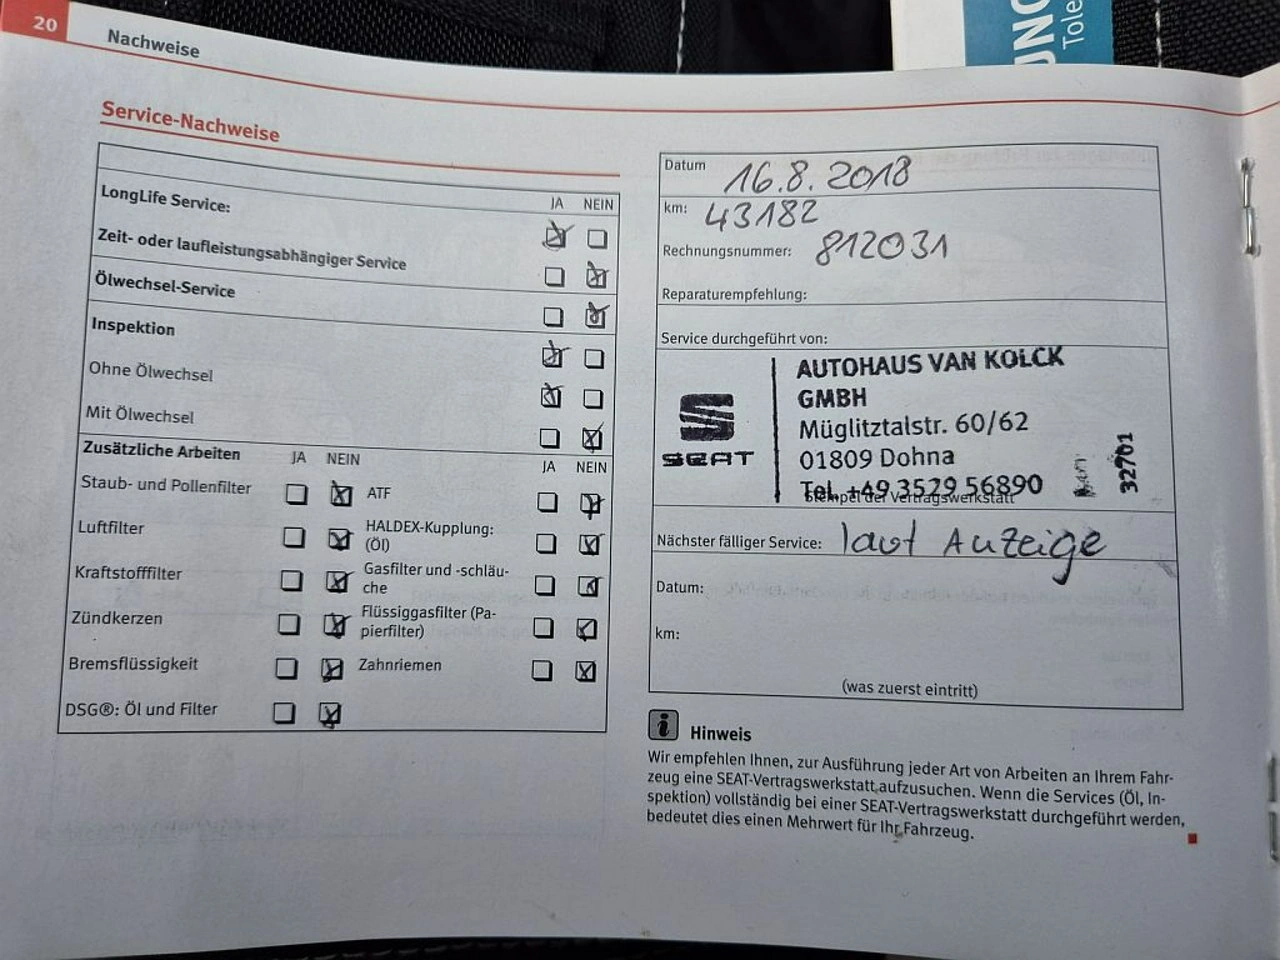 20
Nachweise
Service-Nachweise
LongLife Service:
JA NEIN
Zeit- oder laufleistungsabhängiger Service
Ölwechsel-Service
Inspektion
Ohne Ölwechsel
Mit Ölwechsel
Zusätzliche Arbeiten JA NEIN JA NEIN
Staub- und Pollenfilter ATF
Luftfilter HALDEX-Kupplung:
(Öl)
Kraftstofffilter Gasfilter und -schläu-
che
Zündkerzen Flüssiggasfilter (Pa-
pierfilter)
Bremsflüssigkeit Zahnriemen
DSG®: Öl und Filter
Datum 16.8.2018
km: 43182
Rechnungsnummer: 812031
Reparaturempfehlung:
Service durchgeführt von:
SEAT
AUTOHAUS VAN KOLCK
GMBH
Müglitztalstr. 60/62
01809 Dohna
Tel. +49 3529 56890
32701
Stempel der Vertragswerkstatt
Nächster fälliger Service: laut Anzeige
Datum:
km:
(was zuerst eintritt)
i Hinweis
Wir empfehlen Ihnen, zur Ausführung jeder Art von Arbeiten an Ihrem Fahr-
zeug eine SEAT-Vertragswerkstatt aufzusuchen. Wenn die Services (Öl, In-
spektion) vollständig bei einer SEAT-Vertragswerkstatt durchgeführt werden,
bedeutet dies einen Mehrwert für Ihr Fahrzeug.
UNG
Tole